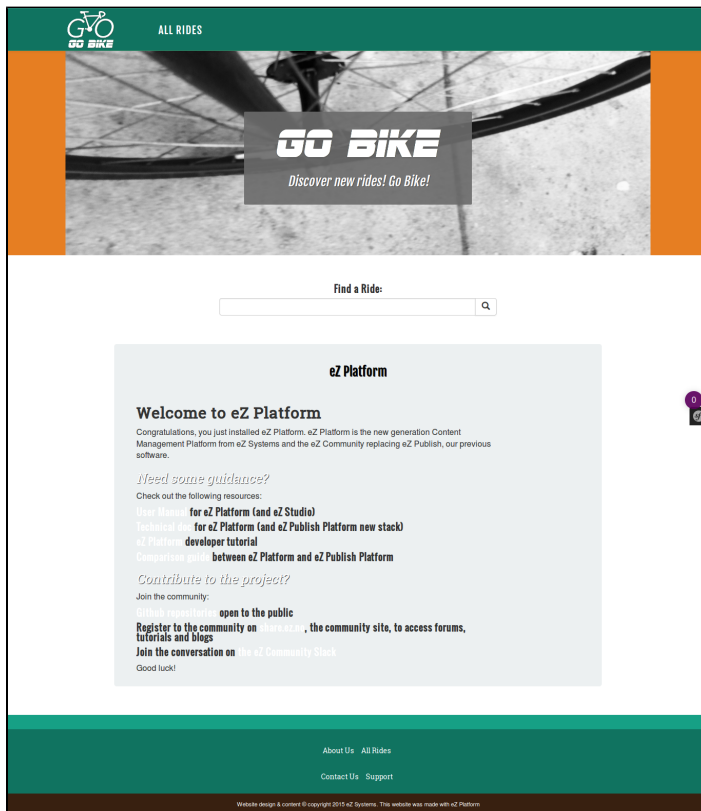 GO BIKE
ALL RIDES
GO BIKE
Discover new rides! Go Bike!
Find a Ride:
eZ Platform
Welcome to eZ Platform
Congratulations, you just installed eZ Platform. eZ Platform is the new generation Content
Management Platform from eZ Systems and the eZ Community replacing eZ Publish, our previous
software.
Need some guidance?
Check out the following resources:
User Manual for eZ Platform (and eZ Studio)
Technical doc for eZ Platform (and eZ Publish Platform new stack)
eZ Platform developer tutorial
Comparison guide between eZ Platform and eZ Publish Platform
Contribute to the project?
Join the community:
Github repositories open to the public
Register to the community on share.ez.no, the community site, to access forums,
tutorials and blogs
Join the conversation on the eZ Community Slack
Good luck!
0
About Us All Rides
Contact Us Support
Website design & content © copyright 2015 eZ Systems. This website was made with eZ Platform